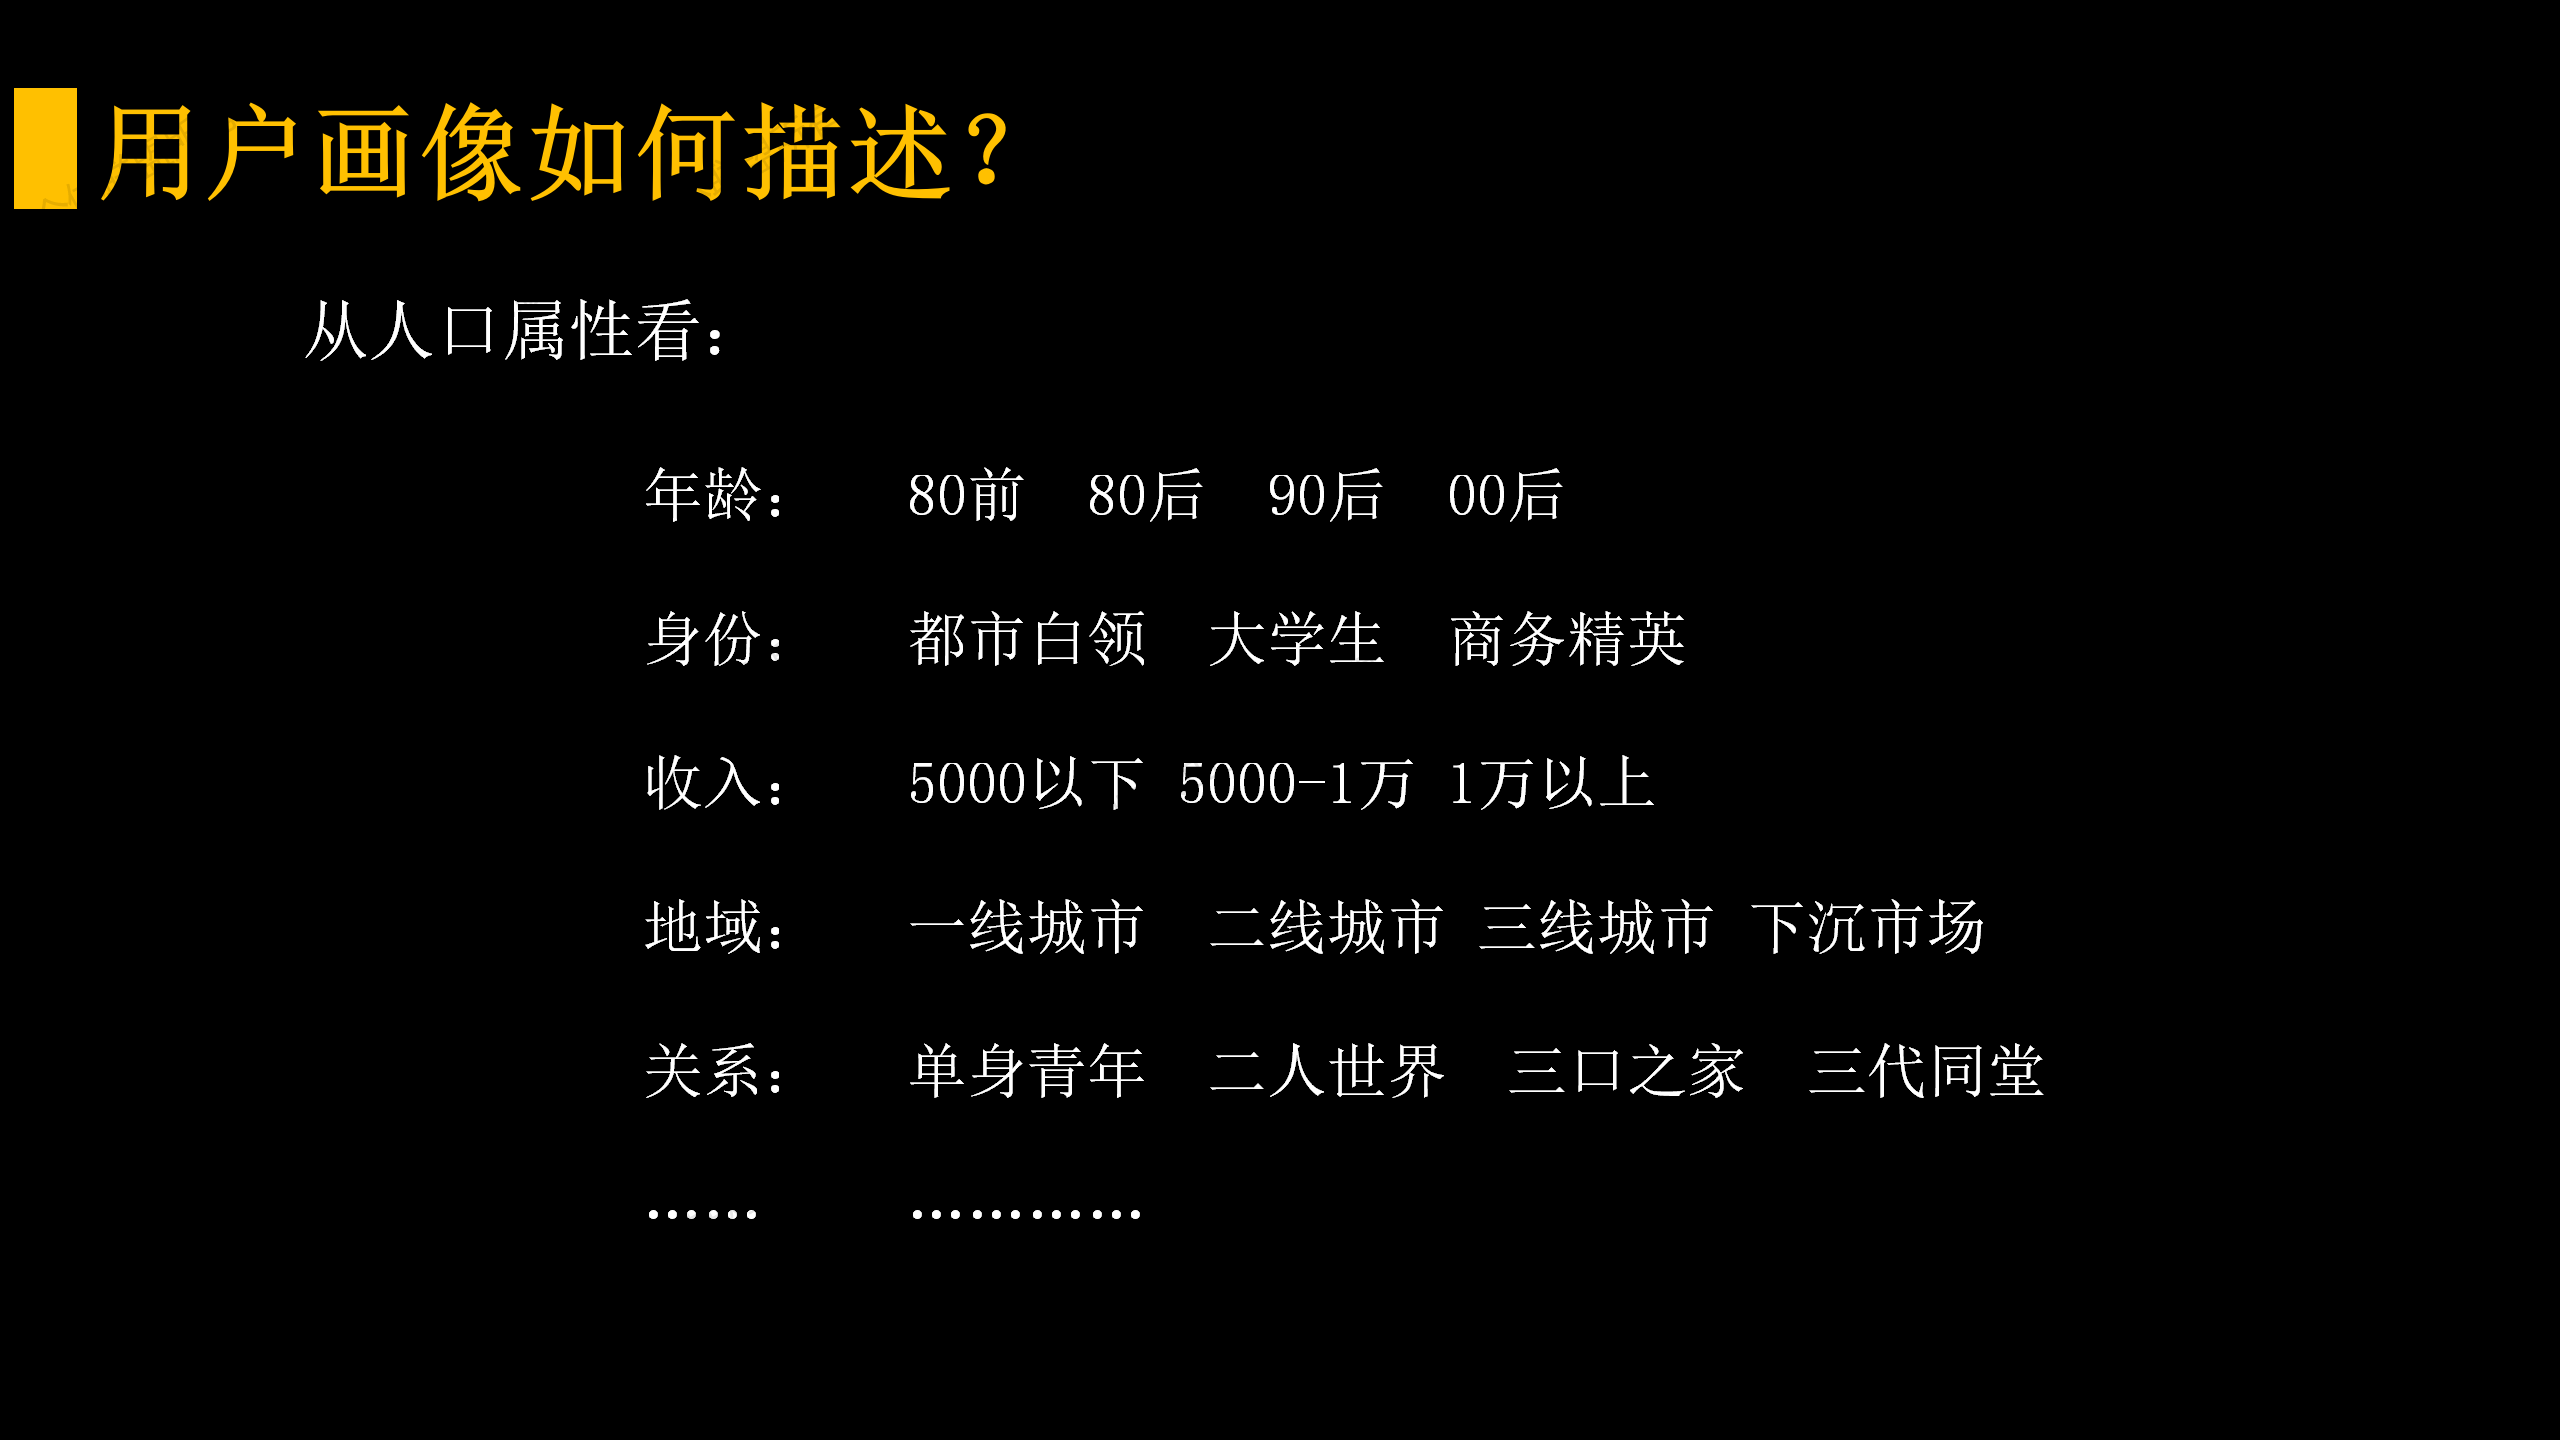 用户画像如何描述？
从人口属性看：
年龄： 80前 80后 90后 00后
身份： 都市白领 大学生 商务精英
收入： 5000以下 5000-1万 1万以上
地域： 一线城市 二线城市 三线城市 下沉市场
关系： 单身青年 二人世界 三口之家 三代同堂
…… …………